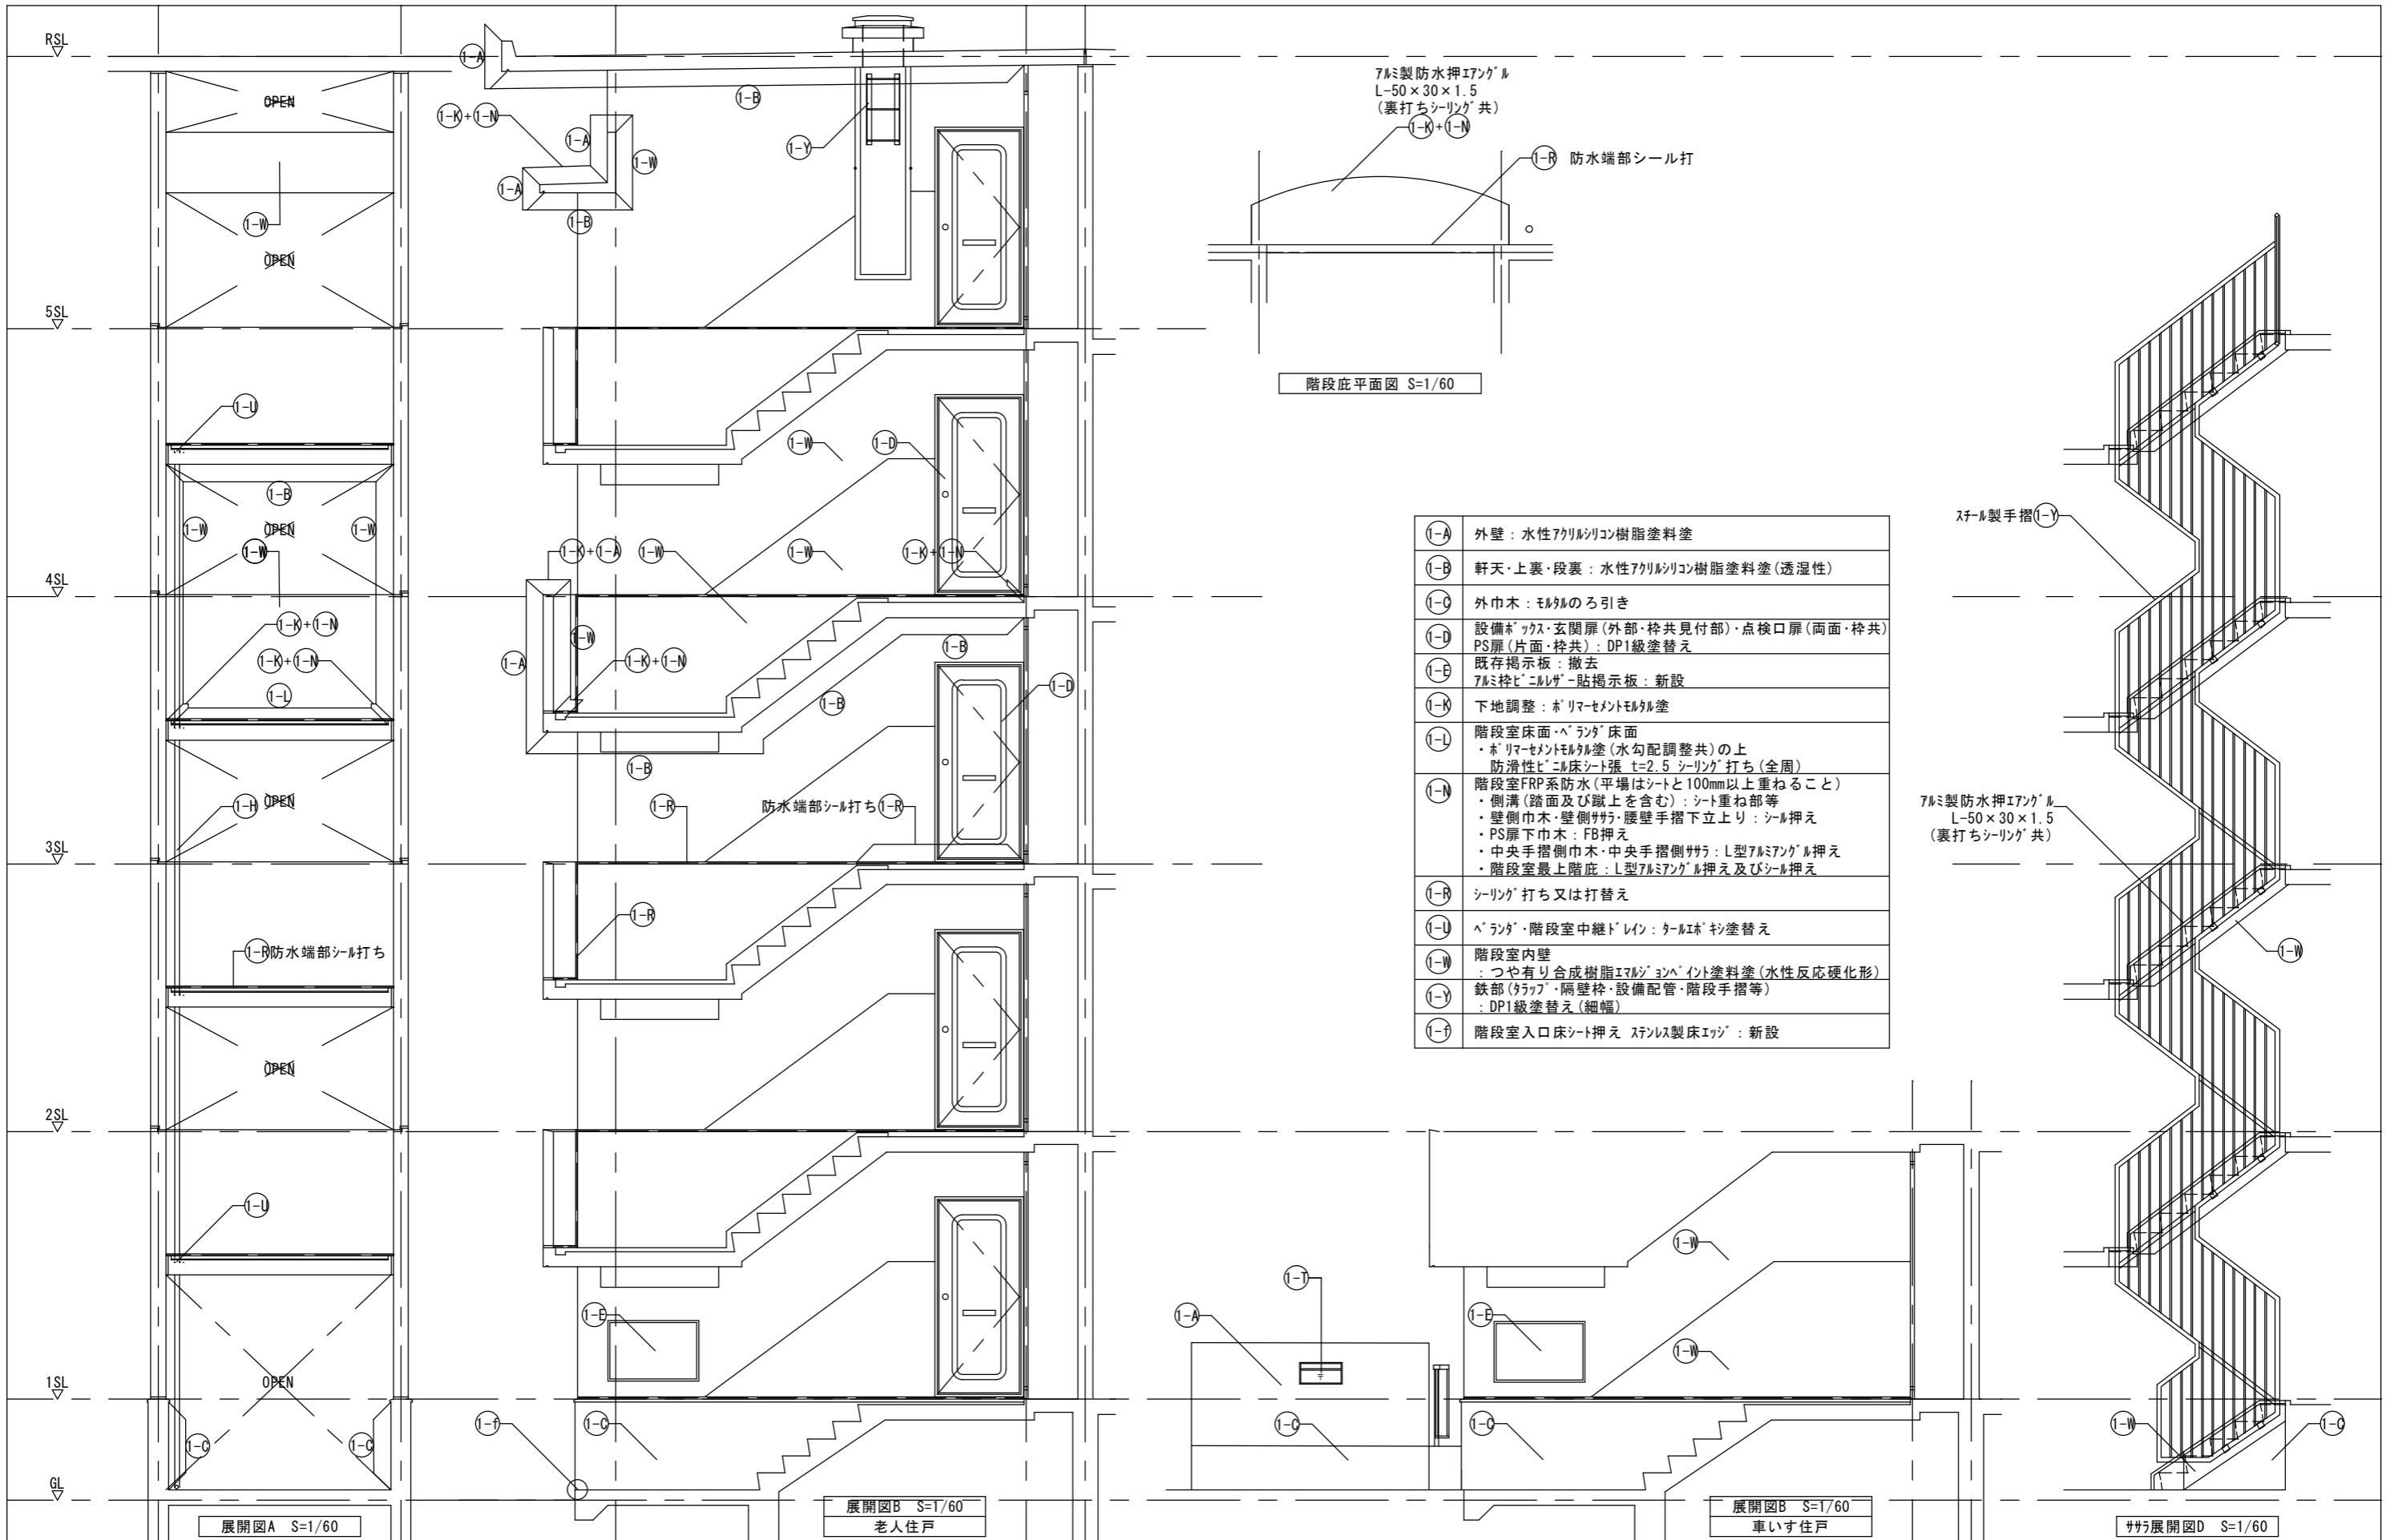 RSL
5SL
4SL
3SL
2SL
1SL
GL
OPEN
1-W
OPEN
1-U
1-B
1-W
OPEN
1-W
1-W
1-K+1-N
1-K+1-N
1-L
1-H
OPEN
1-R防水端部シール打ち
OPEN
1-U
OPEN
1-C
1-C
展開図A S=1/60
1-A
1-K+1-N
1-A
1-W
1-A
1-B
1-B
1-Y
1-W
1-D
1-K+1-A
1-W
1-W
1-K+1-N
1-W
1-A
1-K+1-N
1-B
1-B
1-D
1-B
1-R
防水端部シール打ち1-R
1-R
1-E
1-f
1-C
展開図B S=1/60
老人住戸
アルミ製防水押エアングル
L-50×30×1.5
(裏打ちシーリング共)
1-K+1-N
1-R 防水端部シール打
階段庇平面図 S=1/60
1-A 外壁：水性アクリルシリコン樹脂塗料塗
1-B 軒天・上裏・段裏：水性アクリルシリコン樹脂塗料塗(透湿性)
1-C 外巾木：モルタルのろ引き
1-D 設備ボックス・玄関扉(外部・枠共見付部)・点検口扉(両面・枠共)
PS扉(片面・枠共)：DP1級塗替え
1-E 既存掲示板：撤去
アルミ枠ビニルレザー貼掲示板：新設
1-K 下地調整：ポリマーセメントモルタル塗
1-L 階段室床面・ベランダ床面
・ポリマーセメントモルタル塗(水勾配調整共)の上
防滑性ビニル床シート張 t=2.5 シーリング打ち(全周)
1-N 階段室FRP系防水(平場はシートと100mm以上重ねること)
・側溝(踏面及び蹴上を含む)：シート重ね部等
・壁側巾木・壁側ササラ・腰壁手摺下立上り：シール押え
・PS扉下巾木：FB押え
・中央手摺側巾木・中央手摺側ササラ：L型アルミアングル押え
・階段室最上階庇：L型アルミアングル押え及びシール押え
1-R シーリング打ち又は打替え
1-U ベランダ・階段室中継ドレイン：タールエポキシ塗替え
1-W 階段室内壁
：つや有り合成樹脂エマルジョンペイント塗料塗(水性反応硬化形)
1-Y 鉄部(タラップ・隔壁枠・設備配管・階段手摺等)
：DP1級塗替え(細幅)
1-f 階段室入口床シート押え ステンレス製床エッジ：新設
1-T
1-A
1-C
1-W
1-E
1-W
1-C
展開図B S=1/60
車いす住戸
スチール製手摺1-Y
アルミ製防水押エアングル
L-50×30×1.5
(裏打ちシーリング共)
1-W
1-W
1-C
ササラ展開図D S=1/60